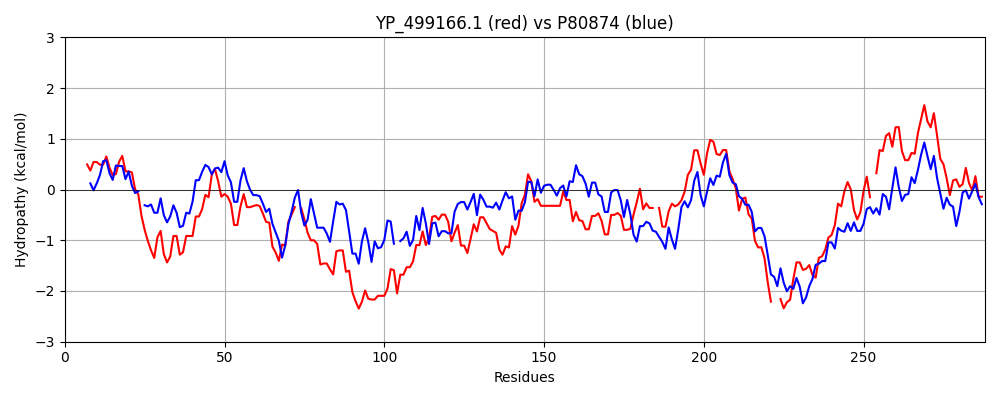 YP_499166.1 (red) vs P80874 (blue)
3
2
1
0
−1
−2
−3
Hydropathy (kcal/mol)
0 50 100 150 200 250
Residues